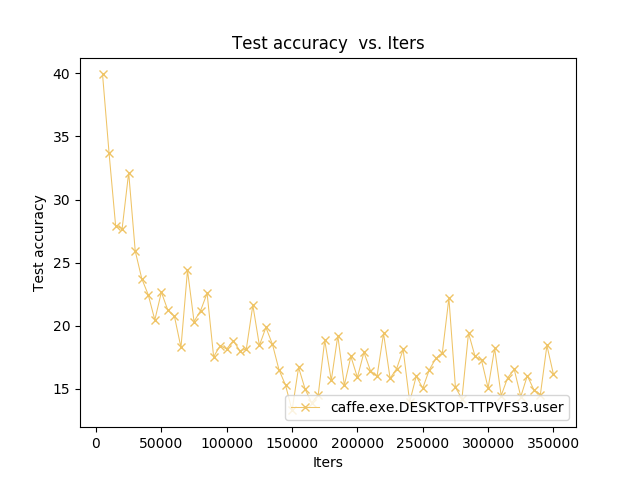 Test accuracy  vs. Iters
40
35
30
25
20
15
Test accuracy
caffe.exe.DESKTOP-TTPVFS3.user
0 50000 100000 150000 200000 250000 300000 350000
Iters